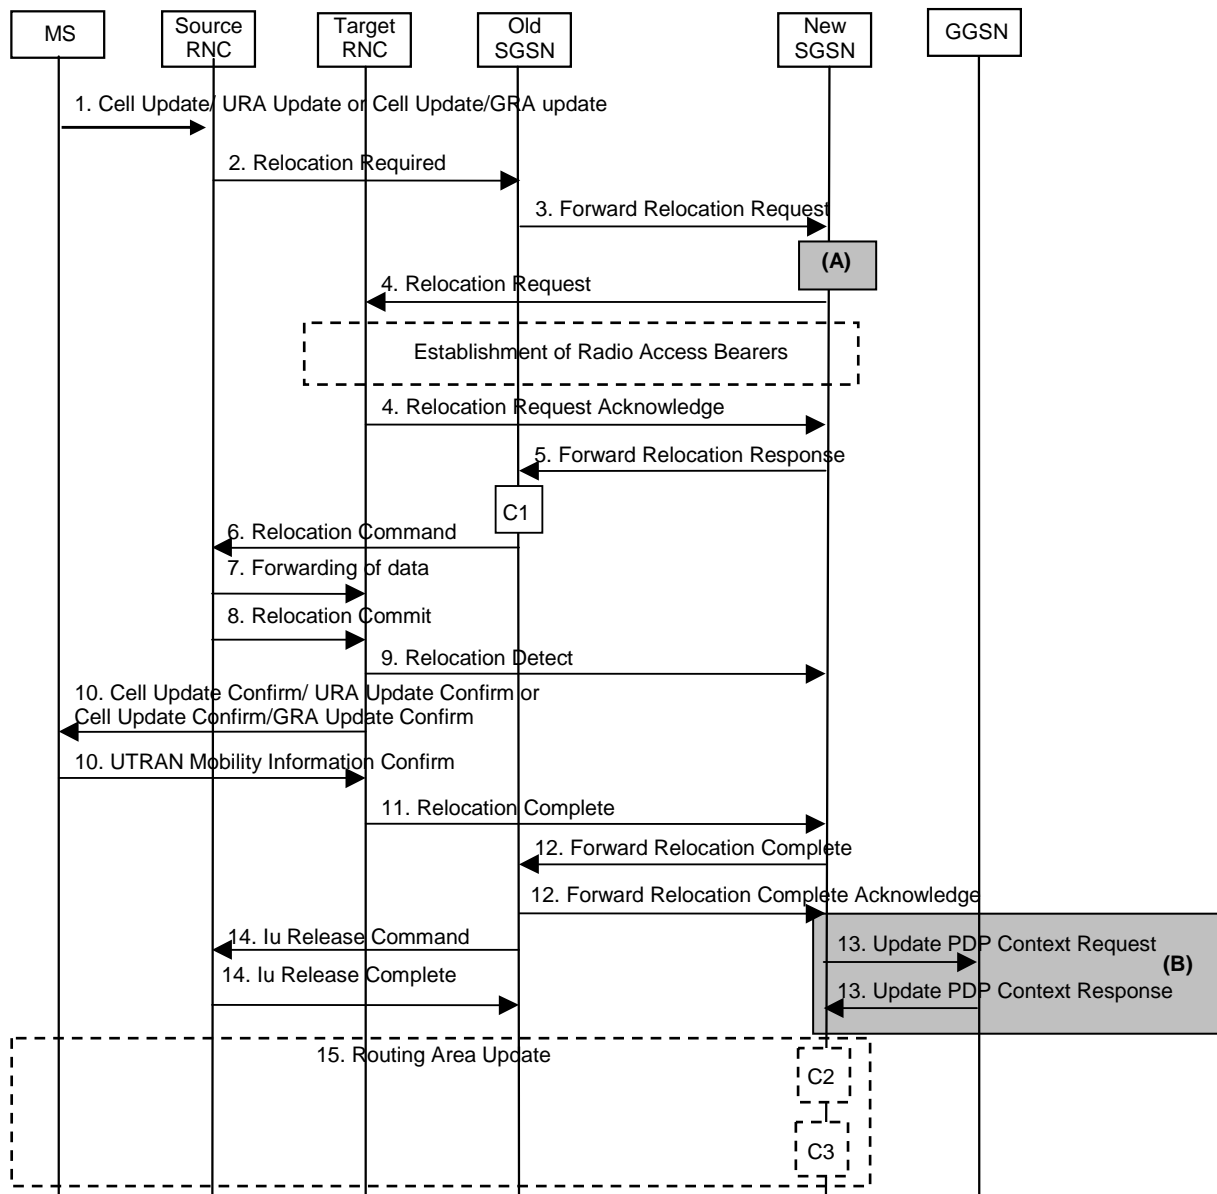 MS
Source
RNC
Target
RNC
Old
SGSN
New
SGSN
GGSN
1. Cell Update/ URA Update or Cell Update/GRA update
2. Relocation Required
3. Forward Relocation Request
(A)
4. Relocation Request
Establishment of Radio Access Bearers
4. Relocation Request Acknowledge
5. Forward Relocation Response
C1
6. Relocation Command
7. Forwarding of data
8. Relocation Commit
9. Relocation Detect
10. Cell Update Confirm/ URA Update Confirm or
Cell Update Confirm/GRA Update Confirm
10. UTRAN Mobility Information Confirm
11. Relocation Complete
12. Forward Relocation Complete
12. Forward Relocation Complete Acknowledge
14. Iu Release Command
13. Update PDP Context Request
(B)
14. Iu Release Complete
13. Update PDP Context Response
15. Routing Area Update
C2
C3